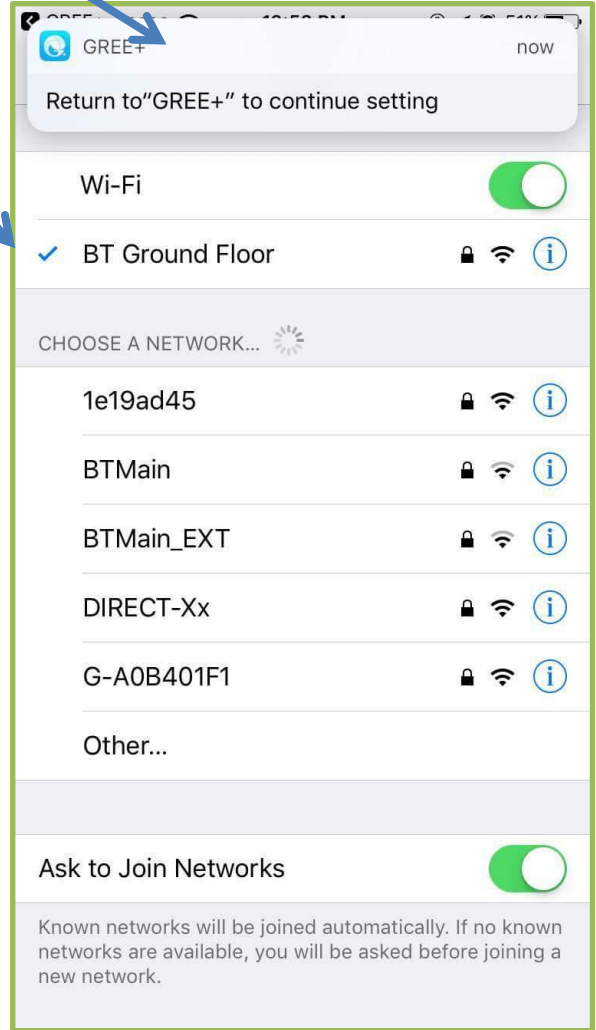 GREE+
now
Return to"GREE+" to continue setting
Wi-Fi
BT Ground Floor
CHOOSE A NETWORK...
1e19ad45
BTMain
BTMain_EXT
DIRECT-Xx
G-A0B401F1
Other...
Ask to Join Networks
Known networks will be joined automatically. If no known
networks are available, you will be asked before joining a
new network.